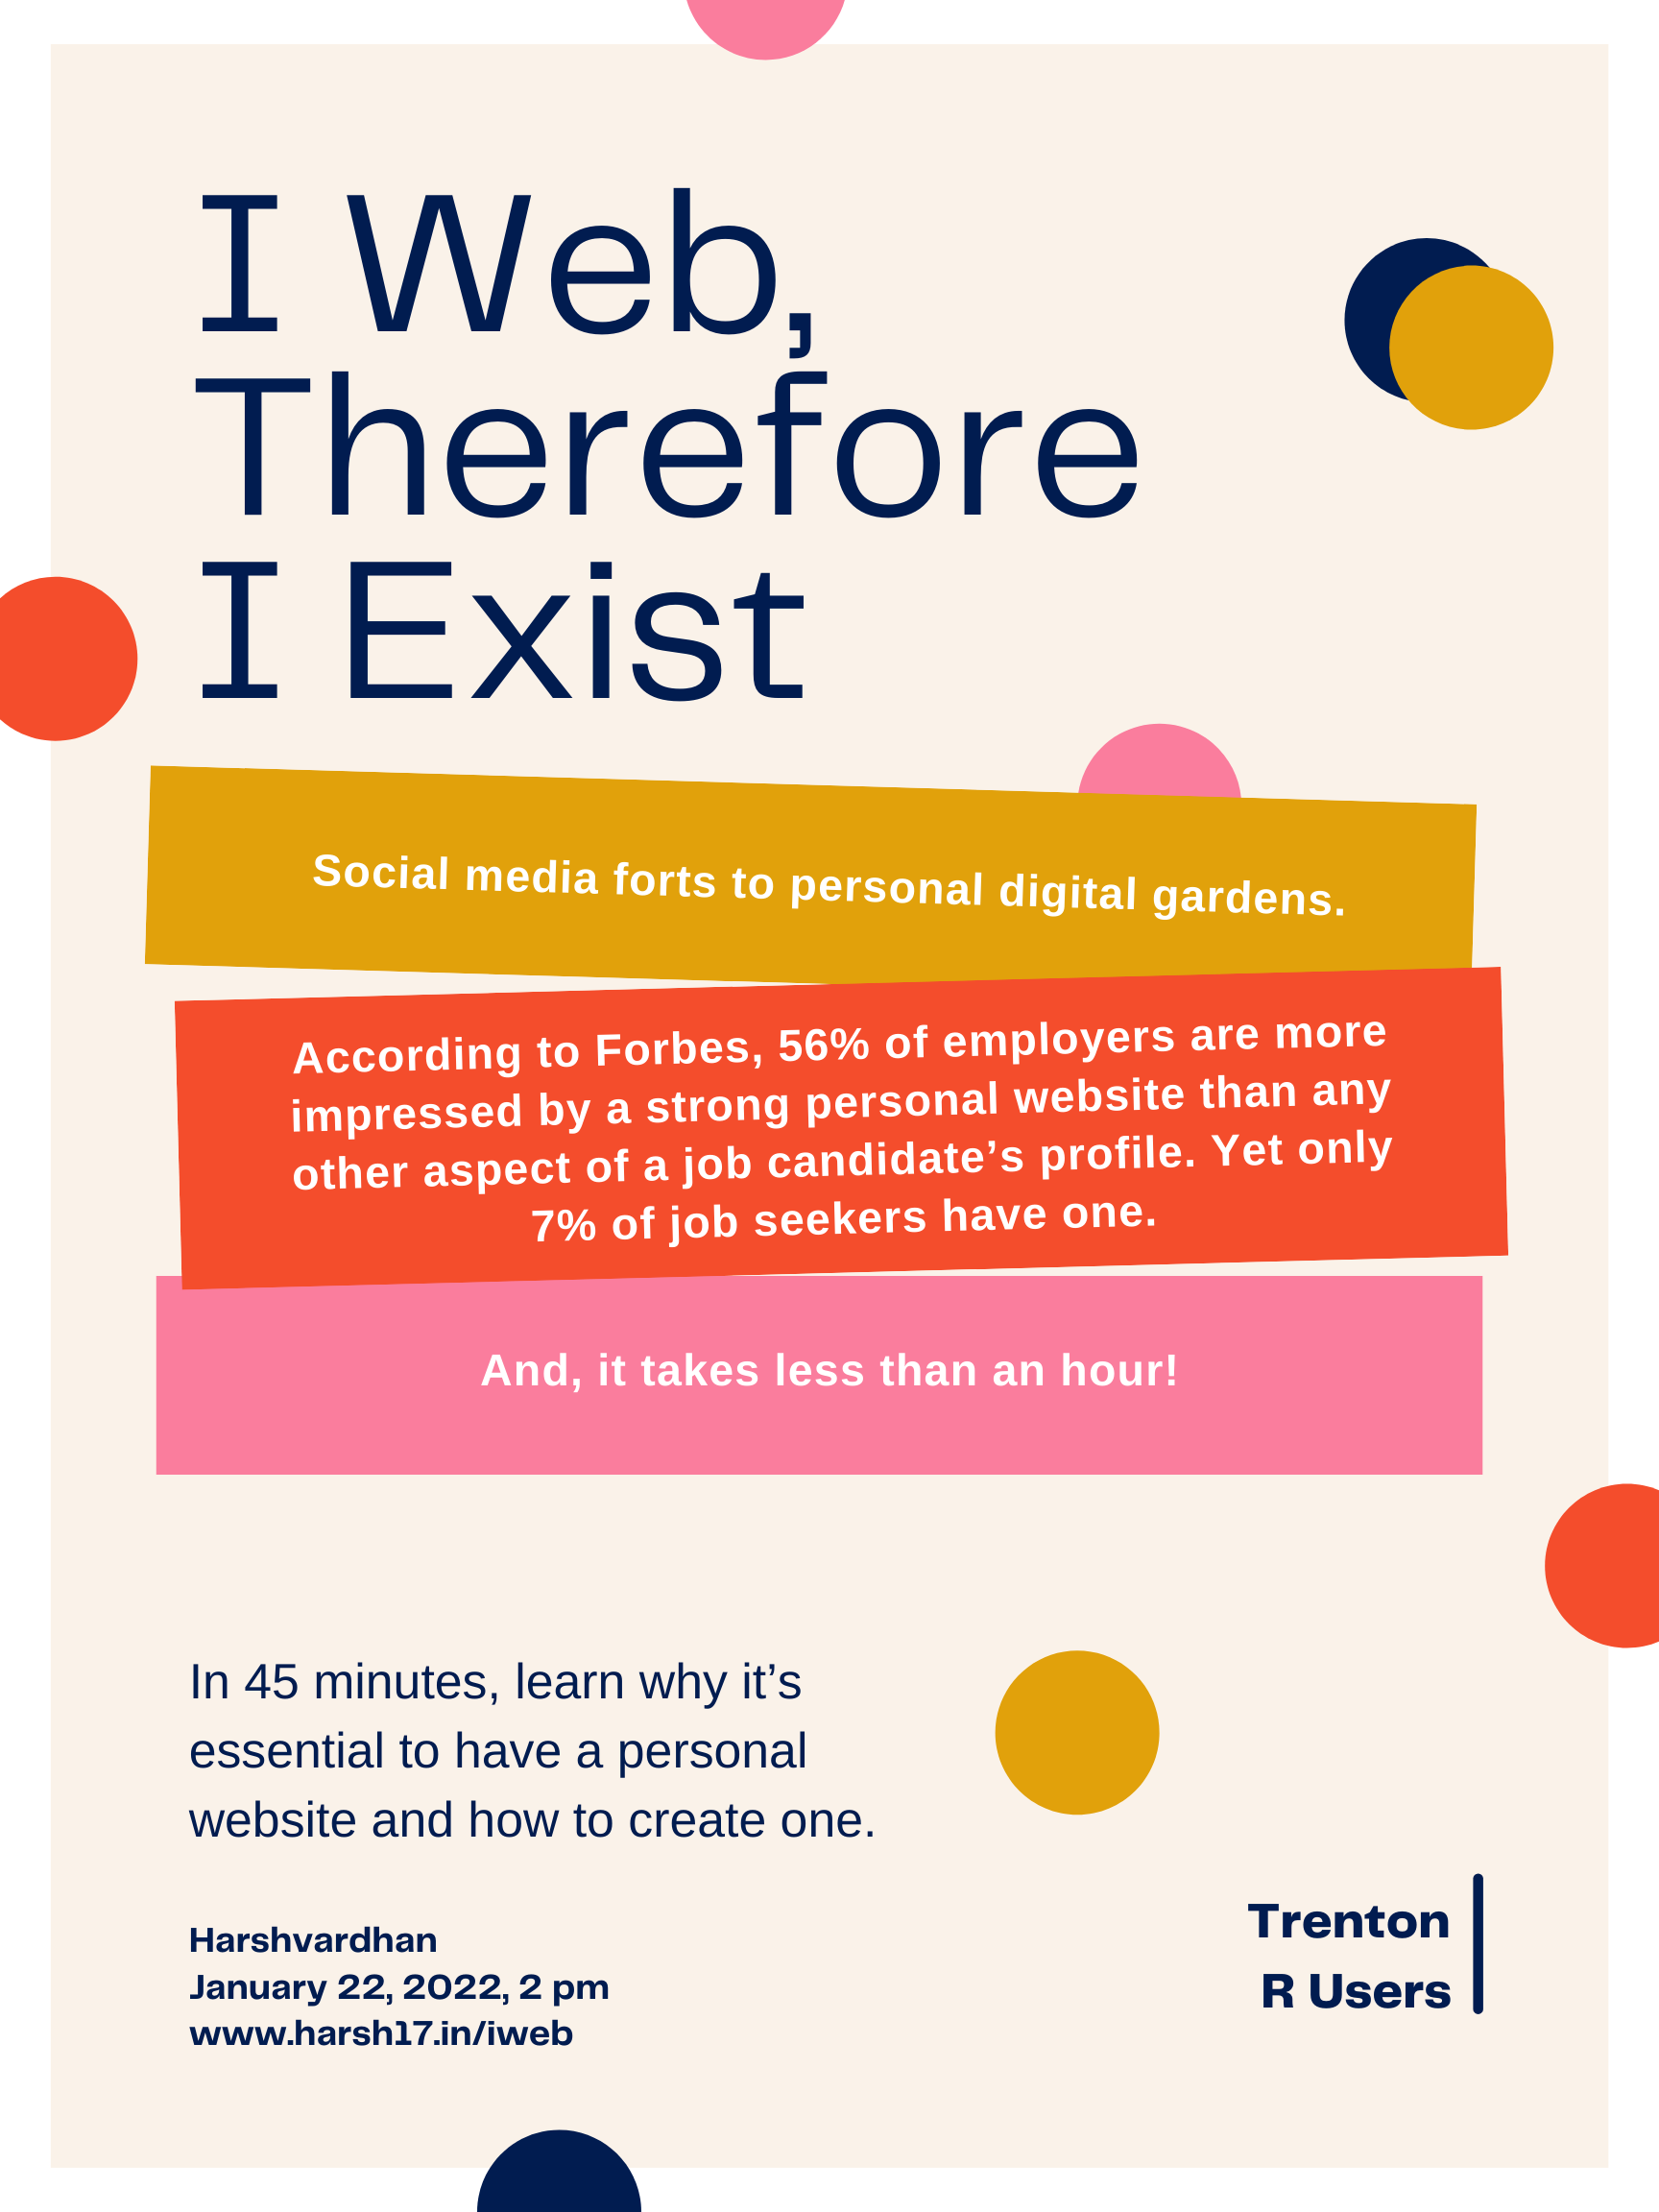 I Web,
Therefore
I Exist
Social media forts to personal digital gardens.
According to Forbes, 56% of employers are more
impressed by a strong personal website than any
other aspect of a job candidate’s profile. Yet only
7% of job seekers have one.
And, it takes less than an hour!
In 45 minutes, learn why it’s
essential to have a personal
website and how to create one.
Harshvardhan
January 22, 2022, 2 pm
www.harsh17.in/iweb
Trenton
R Users